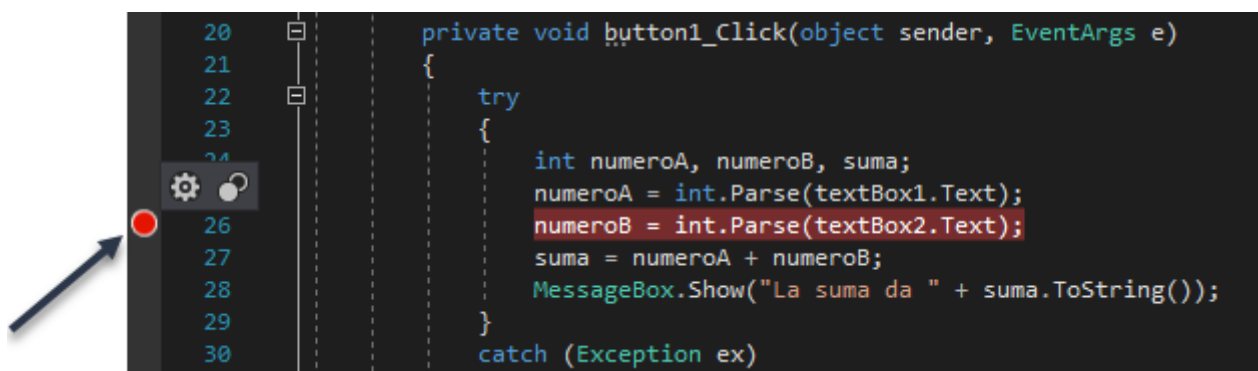 20 private void button1_Click(object sender, EventArgs e)
21 {
22 try
23 {
24 int numeroA, numeroB, suma;
numeroA = int.Parse(textBox1.Text);
26 numeroB = int.Parse(textBox2.Text);
27 suma = numeroA + numeroB;
28 MessageBox.Show("La suma da " + suma.ToString());
29 }
30 catch (Exception ex)